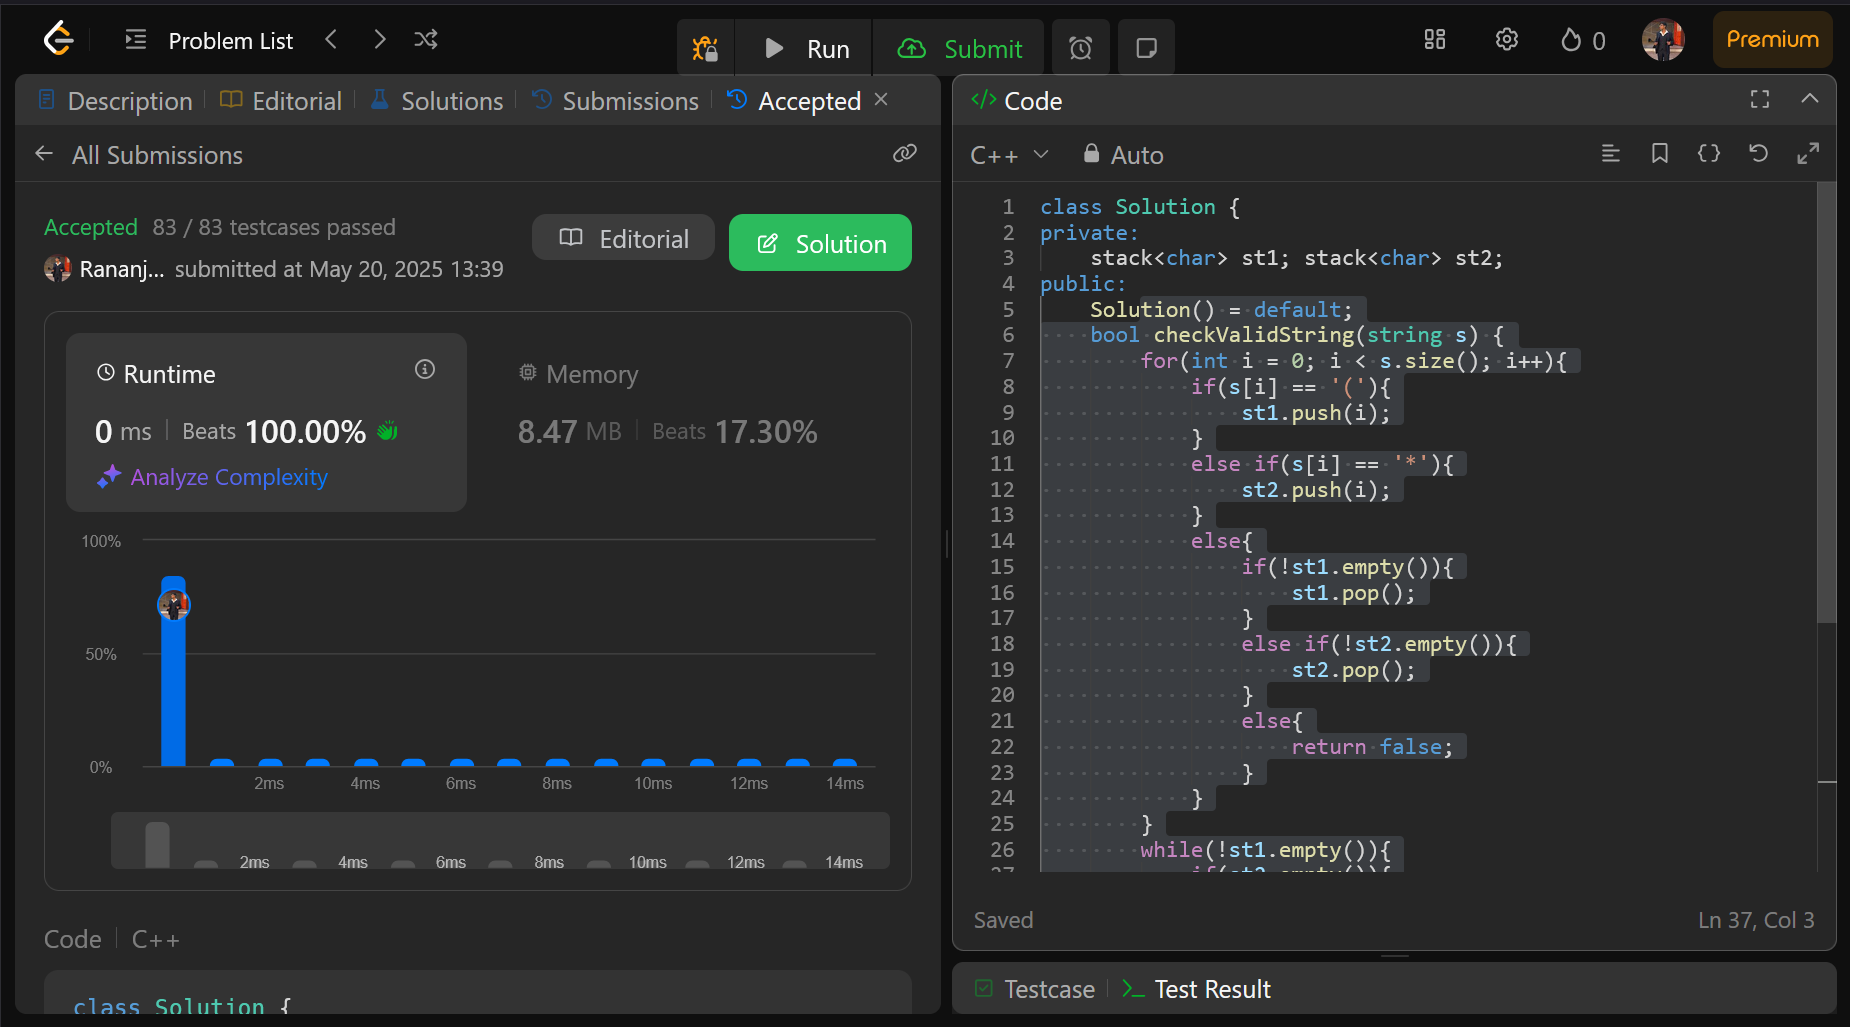 Problem List
Run
Submit
0
Premium
Description
Editorial
Solutions
Submissions
Accepted
All Submissions
Accepted 83 / 83 testcases passed
Rananj... submitted at May 20, 2025 13:39
Editorial
Solution
Runtime
0 ms Beats 100.00%
Analyze Complexity
Memory
8.47 MB Beats 17.30%
100%
50%
0%
2ms 4ms 6ms 8ms 10ms 12ms 14ms
2ms 4ms 6ms 8ms 10ms 12ms 14ms
Code C++
class Solution {
</> Code
C++ Auto
1 class Solution {
2 private:
3 stack<char> st1; stack<char> st2;
4 public:
5 Solution() = default;
6 bool checkValidString(string s) {
7 for(int i = 0; i < s.size(); i++){
8 if(s[i] == '('){
9 st1.push(i);
10 }
11 else if(s[i] == '*'){
12 st2.push(i);
13 }
14 else{
15 if(!st1.empty()){
16 st1.pop();
17 }
18 else if(!st2.empty()){
19 st2.pop();
20 }
21 else{
22 return false;
23 }
24 }
25 }
26 while(!st1.empty()){
27 if(st2.empty()){
Saved
Ln 37, Col 3
Testcase
Test Result